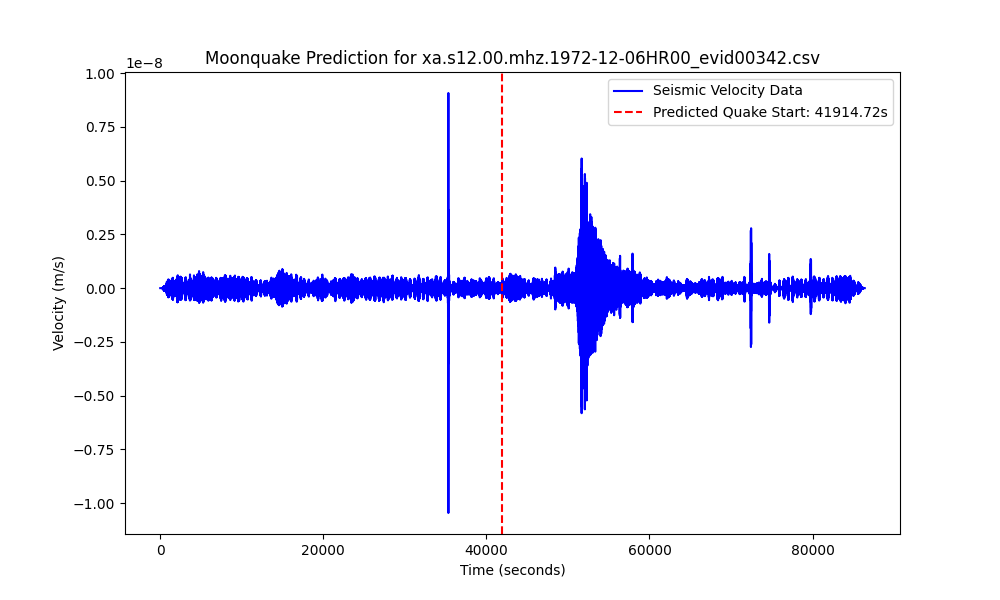 Moonquake Prediction for xa.s12.00.mhz.1972-12-06HR00_evid00342.csv
1e−8
Seismic Velocity Data
Predicted Quake Start: 41914.72s
1.00
0.75
0.50
0.25
0.00
−0.25
−0.50
−0.75
−1.00
Velocity (m/s)
0 20000 40000 60000 80000
Time (seconds)